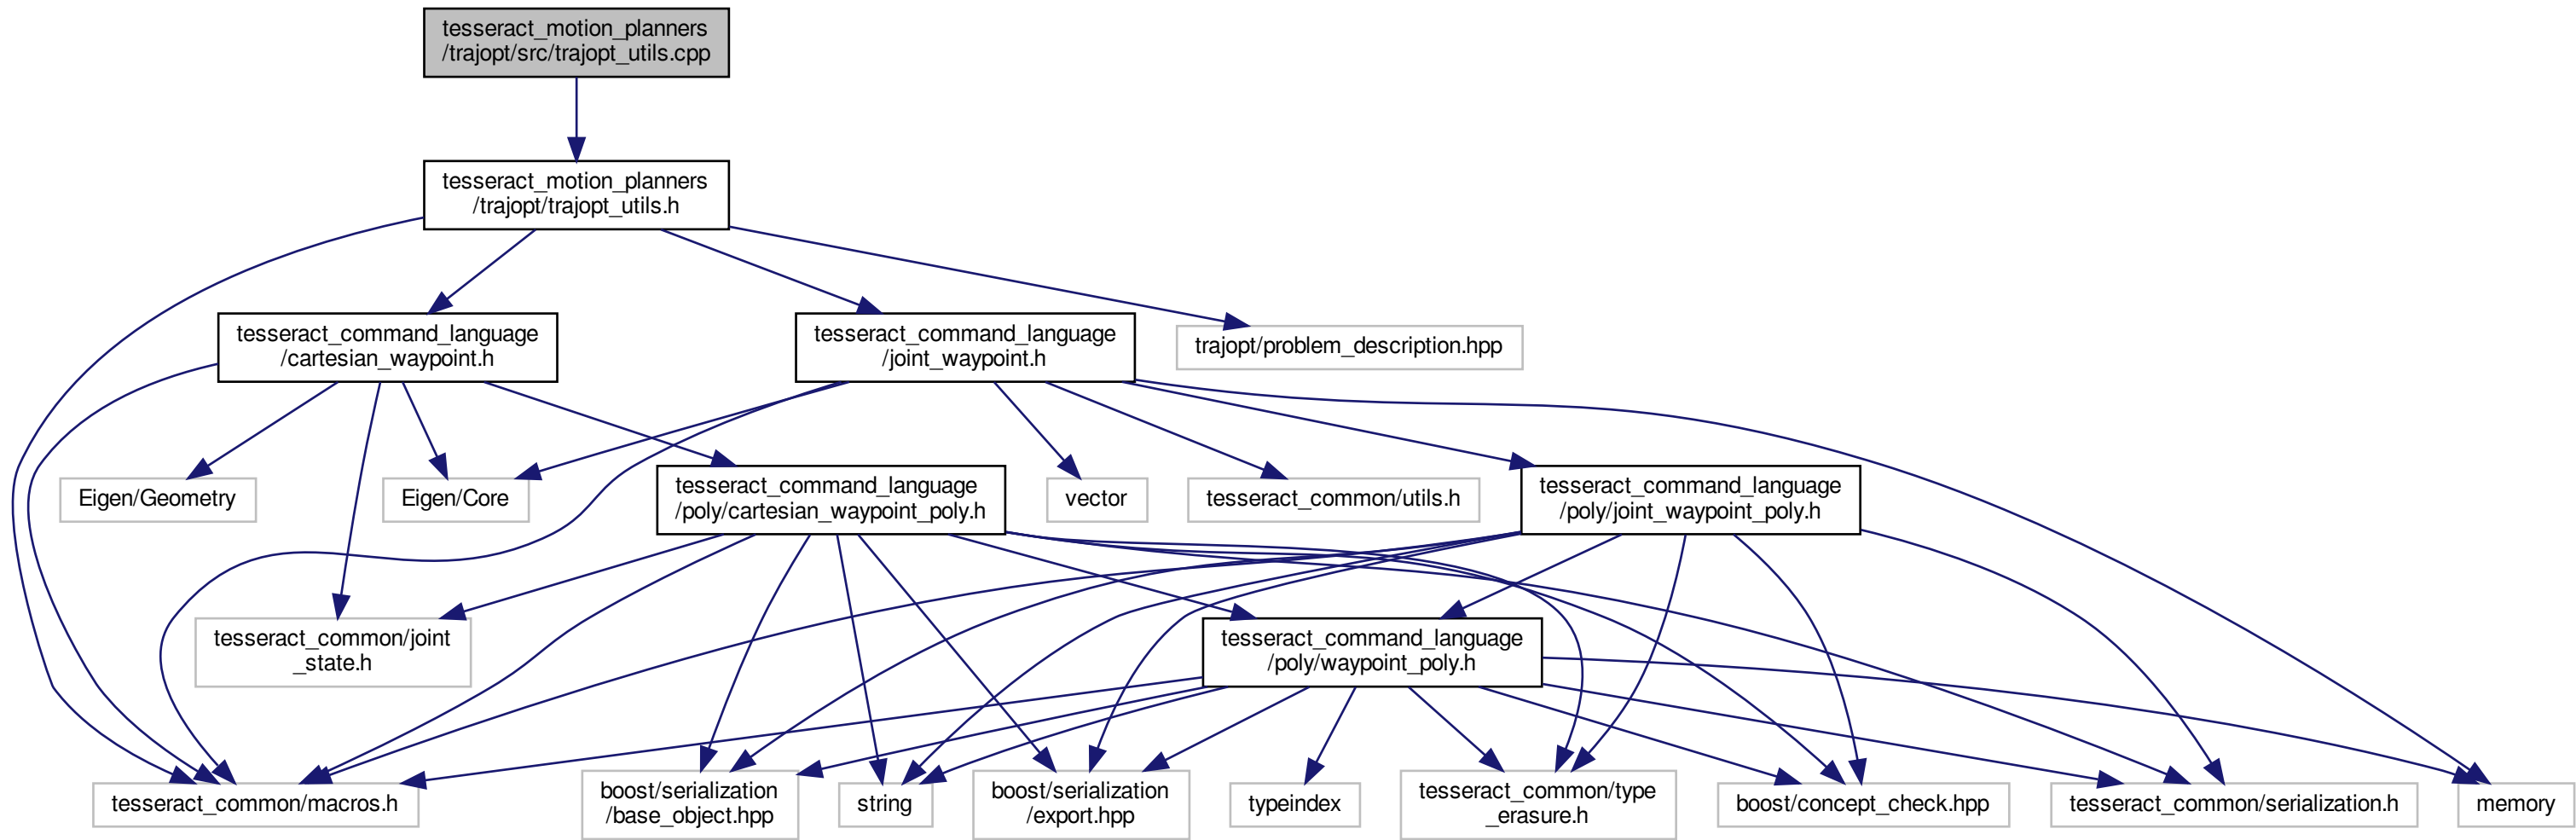 tesseract_motion_planners
/trajopt/src/trajopt_utils.cpp
tesseract_motion_planners
/trajopt/trajopt_utils.h
tesseract_command_language
/cartesian_waypoint.h
tesseract_command_language
/joint_waypoint.h
trajopt/problem_description.hpp
Eigen/Geometry
Eigen/Core
tesseract_command_language
/poly/cartesian_waypoint_poly.h
vector
tesseract_common/utils.h
tesseract_command_language
/poly/joint_waypoint_poly.h
tesseract_common/joint
_state.h
tesseract_command_language
/poly/waypoint_poly.h
tesseract_common/macros.h
boost/serialization
/base_object.hpp
string
boost/serialization
/export.hpp
typeindex
tesseract_common/type
_erasure.h
boost/concept_check.hpp
tesseract_common/serialization.h
memory